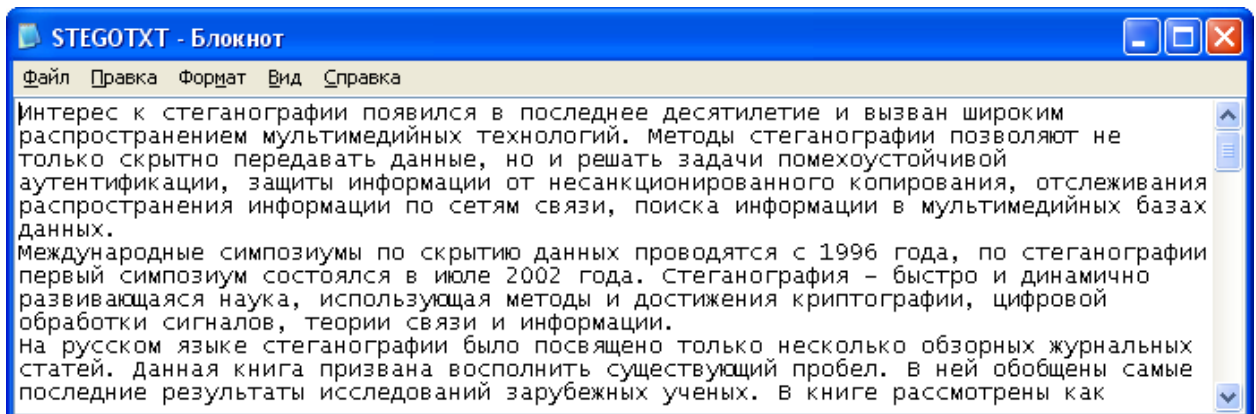 STEGOTXT - Блокнот
Файл Правка Формат Вид Справка
Интерес к стеганографии появился в последнее десятилетие и вызван широким
распространением мультимедийных технологий. Методы стеганографии позволяют не
только скрытно передавать данные, но и решать задачи помехоустойчивой
аутентификации, защиты информации от несанкционированного копирования, отслеживания
распространения информации по сетям связи, поиска информации в мультимедийных базах
данных.
Международные симпозиумы по скрытию данных проводятся с 1996 года, по стеганографии
первый симпозиум состоялся в июле 2002 года. Стеганография – быстро и динамично
развивающаяся наука, использующая методы и достижения криптографии, цифровой
обработки сигналов, теории связи и информации.
На русском языке стеганографии было посвящено только несколько обзорных журнальных
статей. Данная книга призвана восполнить существующий пробел. В ней обобщены самые
последние результаты исследований зарубежных ученых. В книге рассмотрены как